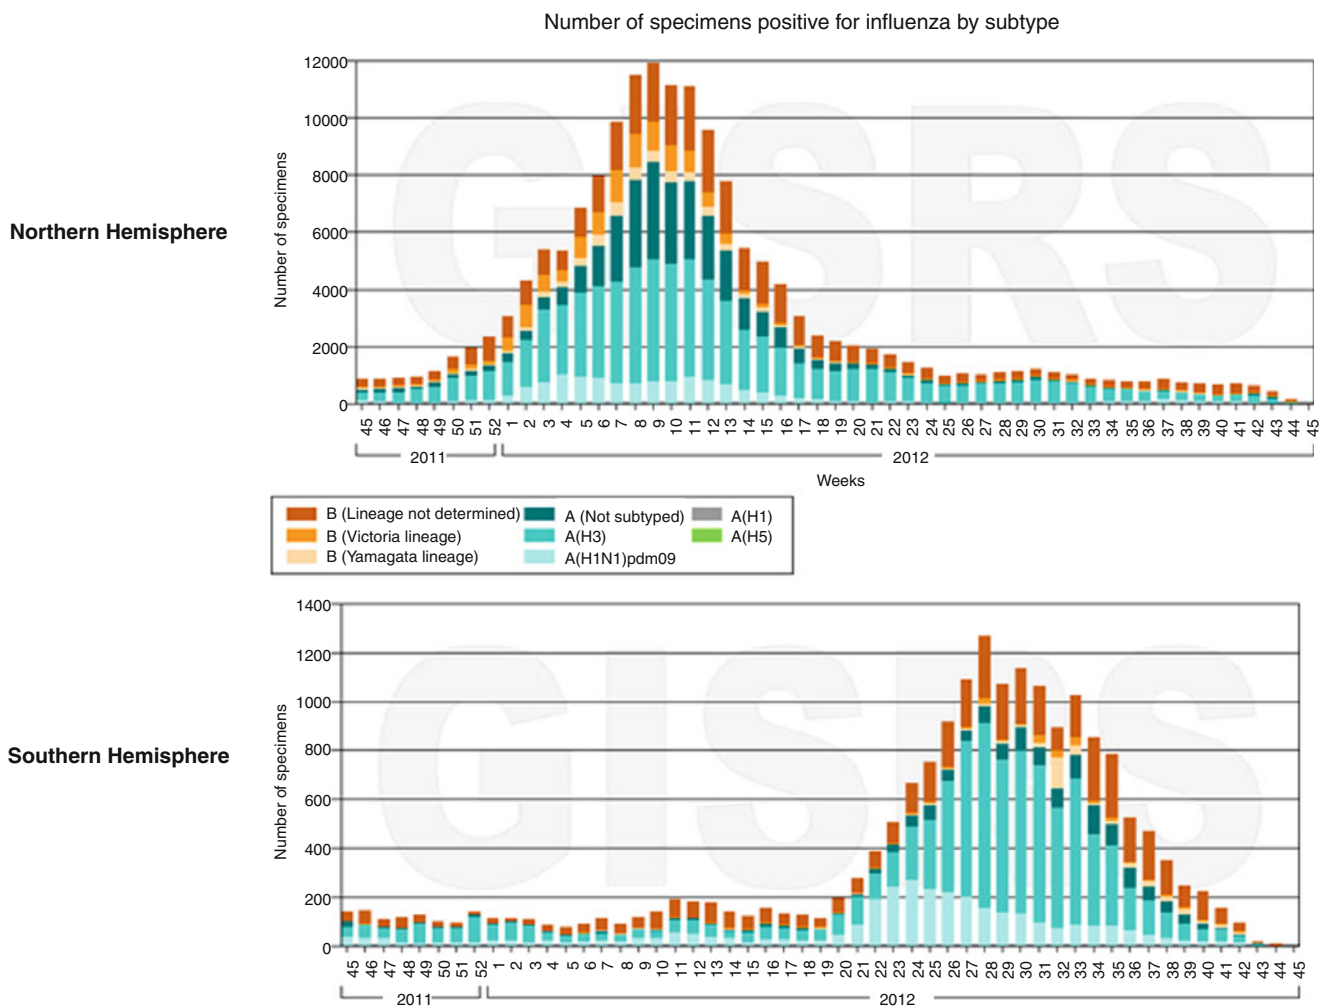 Number of specimens positive for influenza by subtype
Northern Hemisphere
Number of specimens
12000
10000
8000
6000
4000
2000
0
GISRS
45 46 47 48 49 50 51 52 1 2 3 4 5 6 7 8 9 10 11 12 13 14 15 16 17 18 19 20 21 22 23 24 25 26 27 28 29 30 31 32 33 34 35 36 37 38 39 40 41 42 43 44 45
2011 2012
Weeks
B (Lineage not determined) A (Not subtyped) A(H1)
B (Victoria lineage) A(H3) A(H5)
B (Yamagata lineage) A(H1N1)pdm09
Southern Hemisphere
Number of specimens
1400
1200
1000
800
600
400
200
0
GISRS
45 46 47 48 49 50 51 52 1 2 3 4 5 6 7 8 9 10 11 12 13 14 15 16 17 18 19 20 21 22 23 24 25 26 27 28 29 30 31 32 33 34 35 36 37 38 39 40 41 42 43 44 45
2011 2012